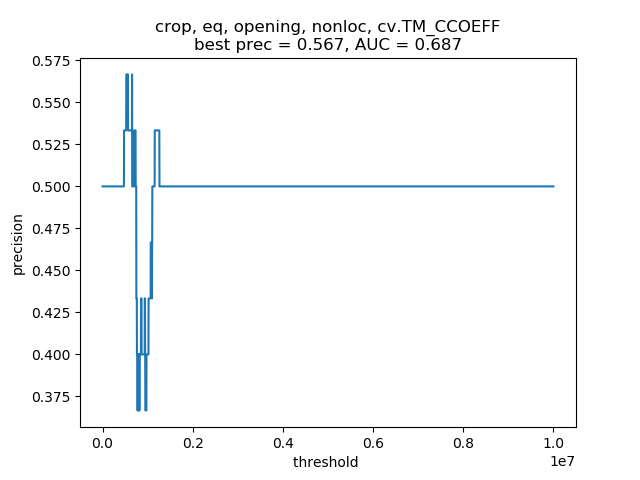 crop, eq, opening, nonloc, cv.TM_CCOEFF
best prec = 0.567, AUC = 0.687
0.575
0.550
0.525
0.500
0.475
0.450
0.425
0.400
0.375
precision
0.0 0.2 0.4 0.6 0.8 1.0
1e7
threshold